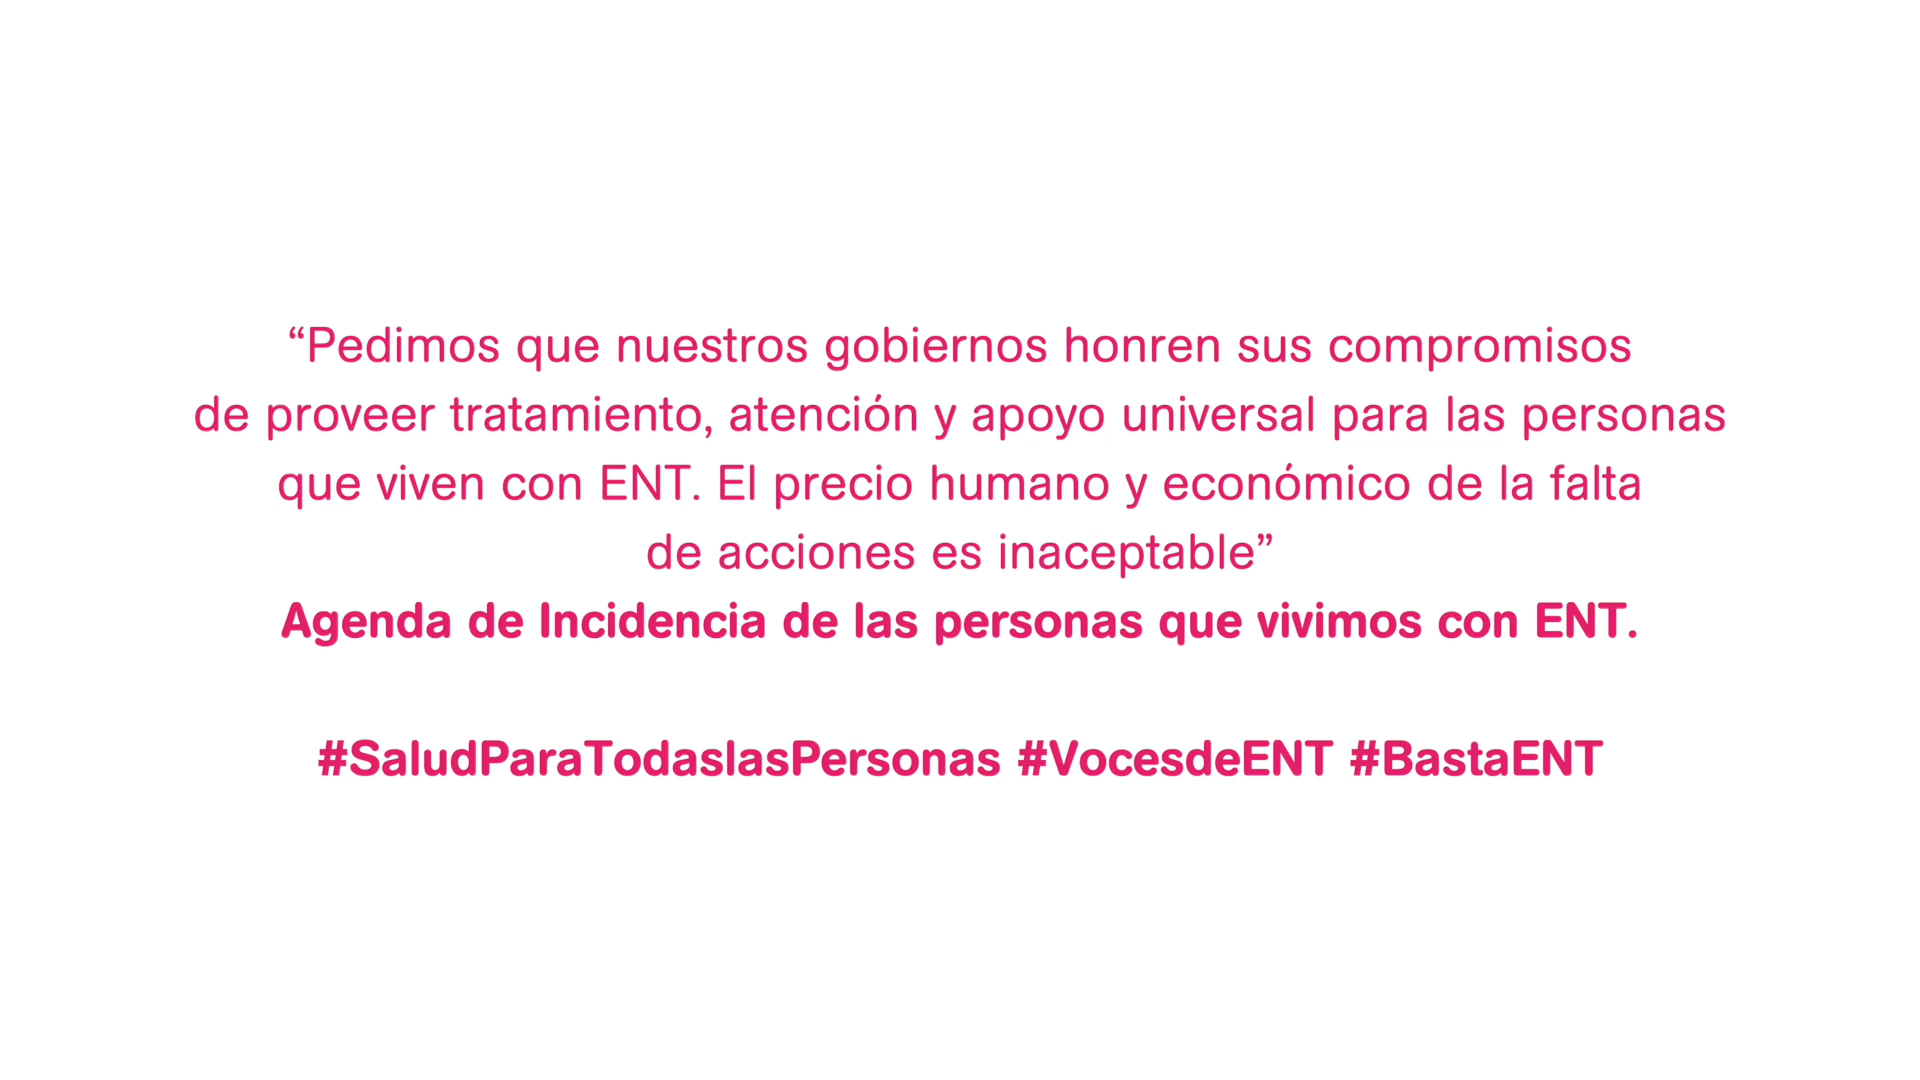 “Pedimos que nuestros gobiernos honren sus compromisos
de proveer tratamiento, atención y apoyo universal para las personas
que viven con ENT. El precio humano y económico de la falta
de acciones es inaceptable”
Agenda de Incidencia de las personas que vivimos con ENT.
#SaludParaTodaslasPersonas #VocesdeENT #BastaENT